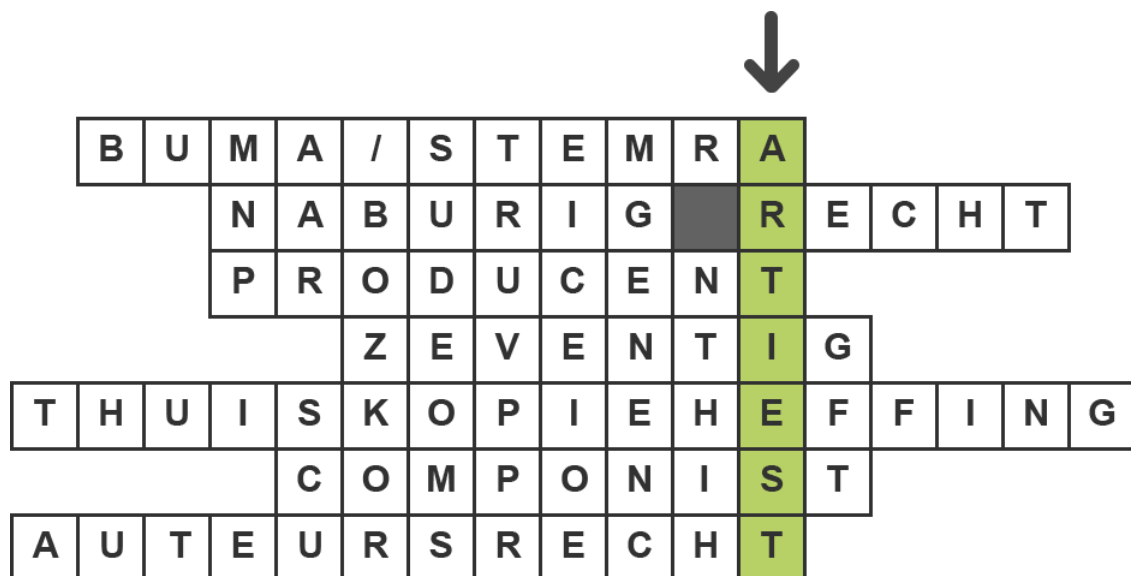 BUMA/STEMRA
NABURIG RECHT
PRODUCENT
ZEVENTIG
THUISKOPIEHEFFING
COMPONIST
AUTEURSRECHT